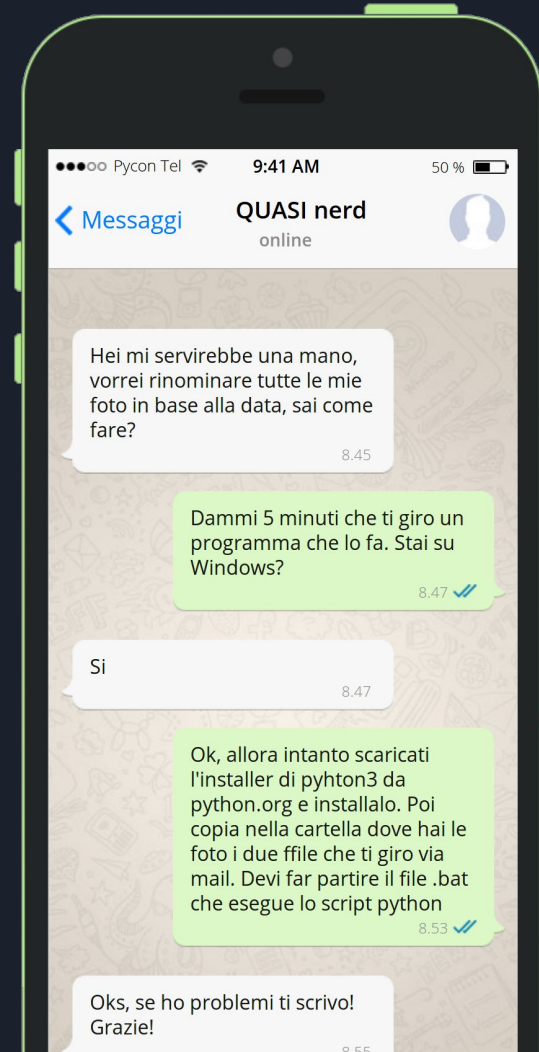 Pycon Tel 9:41 AM 50 %
Messaggi QUASI nerd
online
Hei mi servirebbe una mano,
vorrei rinominare tutte le mie
foto in base alla data, sai come
fare?
8.45
Dammi 5 minuti che ti giro un
programma che lo fa. Stai su
Windows?
8.47
Si
8.47
Ok, allora intanto scaricati
l'installer di pyhton3 da
python.org e installalo. Poi
copia nella cartella dove hai le
foto i due ffile che ti giro via
mail. Devi far partire il file .bat
che esegue lo script python
8.53
Oks, se ho problemi ti scrivo!
Grazie!
8.55